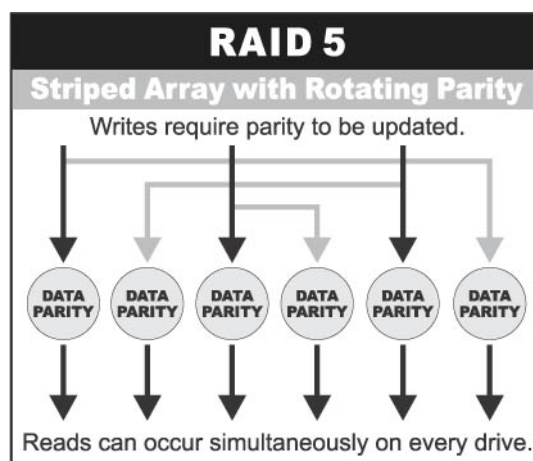 RAID 5
Striped Array with Rotating Parity
Writes require parity to be updated.
DATA PARITY
DATA PARITY
DATA PARITY
DATA PARITY
DATA PARITY
DATA PARITY
Reads can occur simultaneously on every drive.